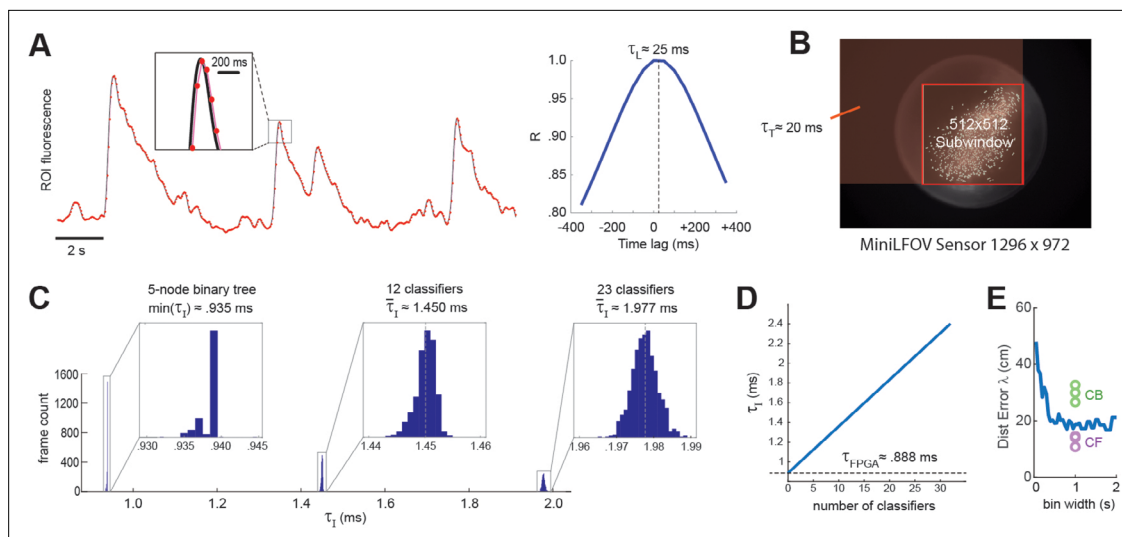 A
ROI fluorescence
200 ms
2 s
τL ≈ 25 ms
R
1.0
.95
.90
.85
.80
-400
-200
0
+200
+400
Time lag (ms)
B
τT ≈ 20 ms
512x512
Subwindow
MiniLFOV Sensor 1296 x 972
C
5-node binary tree
min(τI) ≈ .935 ms
12 classifiers
τ̄I ≈ 1.450 ms
23 classifiers
τ̄I ≈ 1.977 ms
frame count
1600
1200
800
400
0
.930 .935 .940 .945
1.44 1.45 1.46
1.96 1.97 1.98 1.99
1.0 1.2 1.4 1.6 1.8 2.0
τI (ms)
D
τI (ms)
2.4
2.2
2.0
1.8
1.6
1.4
1.2
1
τFPGA ≈ .888 ms
0 5 10 15 20 25 30
number of classifiers
E
Dist Error λ (cm)
60
40
20
0
CB
CF
0 1 2
bin width (s)